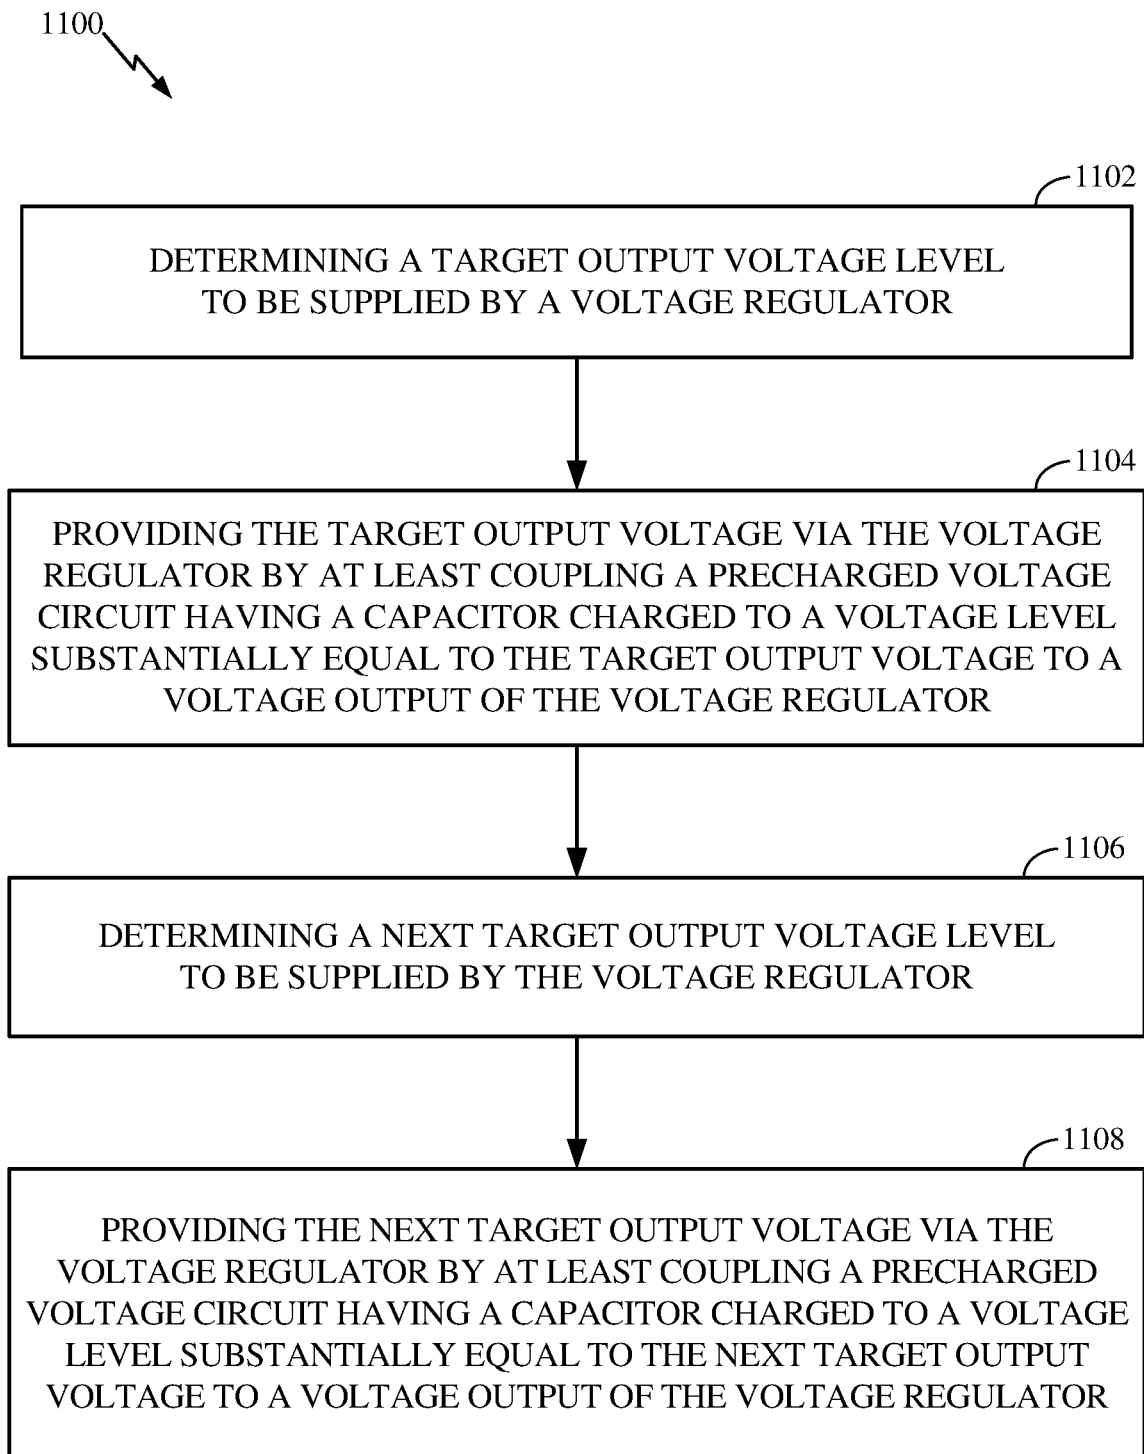 1100
1102
DETERMINING A TARGET OUTPUT VOLTAGE LEVEL
TO BE SUPPLIED BY A VOLTAGE REGULATOR
1104
PROVIDING THE TARGET OUTPUT VOLTAGE VIA THE VOLTAGE
REGULATOR BY AT LEAST COUPLING A PRECHARGED VOLTAGE
CIRCUIT HAVING A CAPACITOR CHARGED TO A VOLTAGE LEVEL
SUBSTANTIALLY EQUAL TO THE TARGET OUTPUT VOLTAGE TO A
VOLTAGE OUTPUT OF THE VOLTAGE REGULATOR
1106
DETERMINING A NEXT TARGET OUTPUT VOLTAGE LEVEL
TO BE SUPPLIED BY THE VOLTAGE REGULATOR
1108
PROVIDING THE NEXT TARGET OUTPUT VOLTAGE VIA THE
VOLTAGE REGULATOR BY AT LEAST COUPLING A PRECHARGED
VOLTAGE CIRCUIT HAVING A CAPACITOR CHARGED TO A VOLTAGE
LEVEL SUBSTANTIALLY EQUAL TO THE NEXT TARGET OUTPUT
VOLTAGE TO A VOLTAGE OUTPUT OF THE VOLTAGE REGULATOR